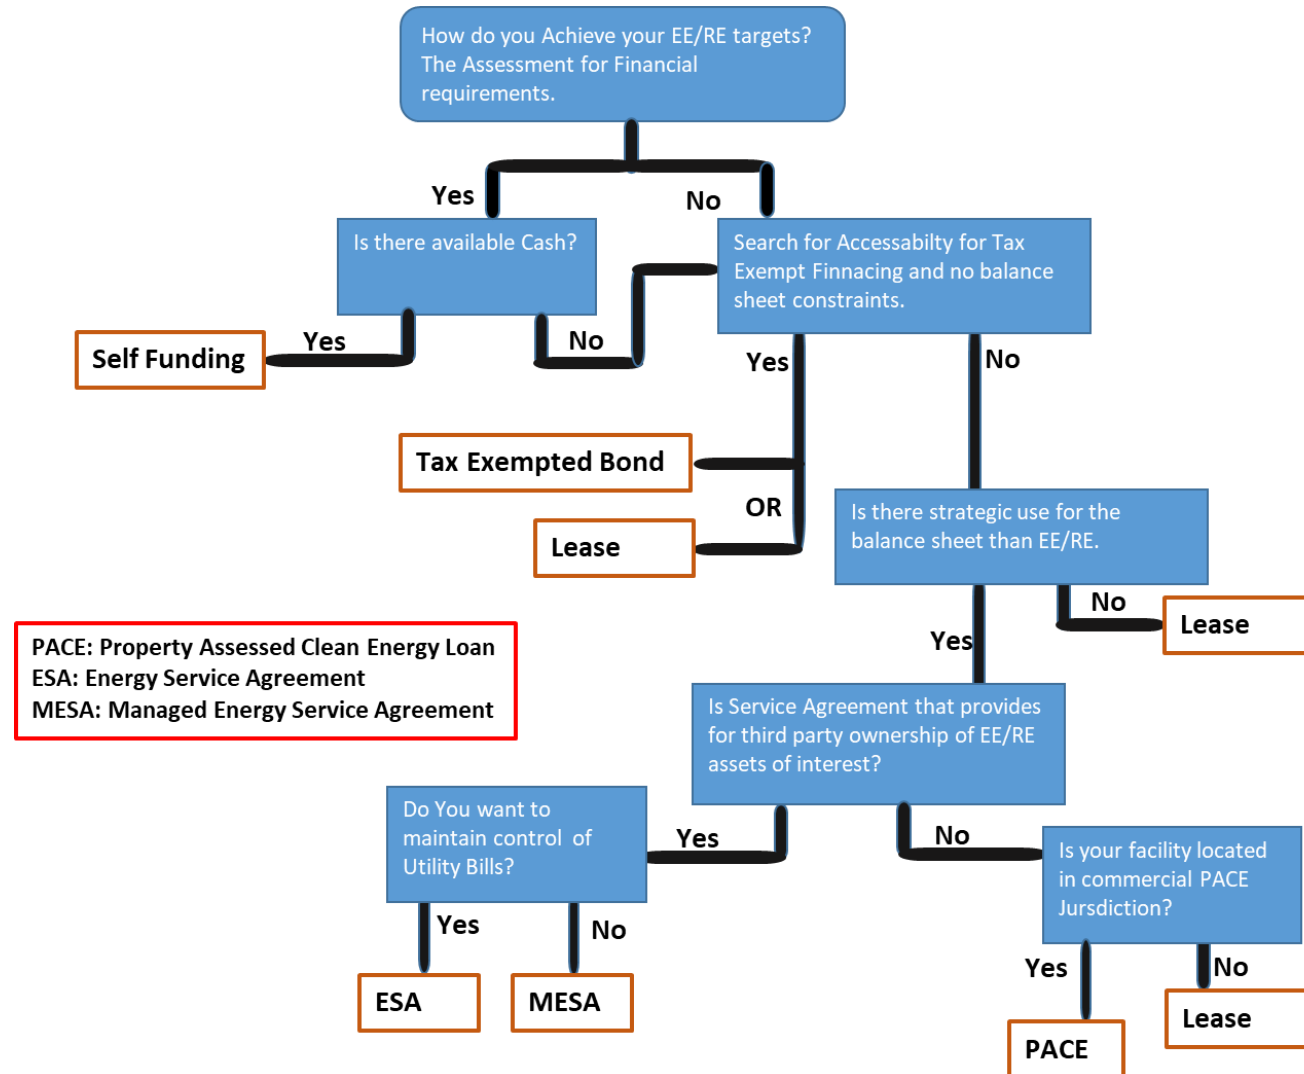 How do you Achieve your EE/RE targets?
The Assessment for Financial
requirements.
Yes
No
Is there available Cash?
Search for Accessabilty for Tax
Exempt Finnacing and no balance
sheet constraints.
Yes
No
Self Funding
Yes
No
Tax Exempted Bond
OR
Lease
Is there strategic use for the
balance sheet than EE/RE.
No
Lease
Yes
PACE: Property Assessed Clean Energy Loan
ESA: Energy Service Agreement
MESA: Managed Energy Service Agreement
Is Service Agreement that provides
for third party ownership of EE/RE
assets of interest?
Yes
No
Do You want to
maintain control of
Utility Bills?
Is your facility located
in commercial PACE
Jursdiction?
Yes
No
ESA
MESA
Yes
No
PACE
Lease